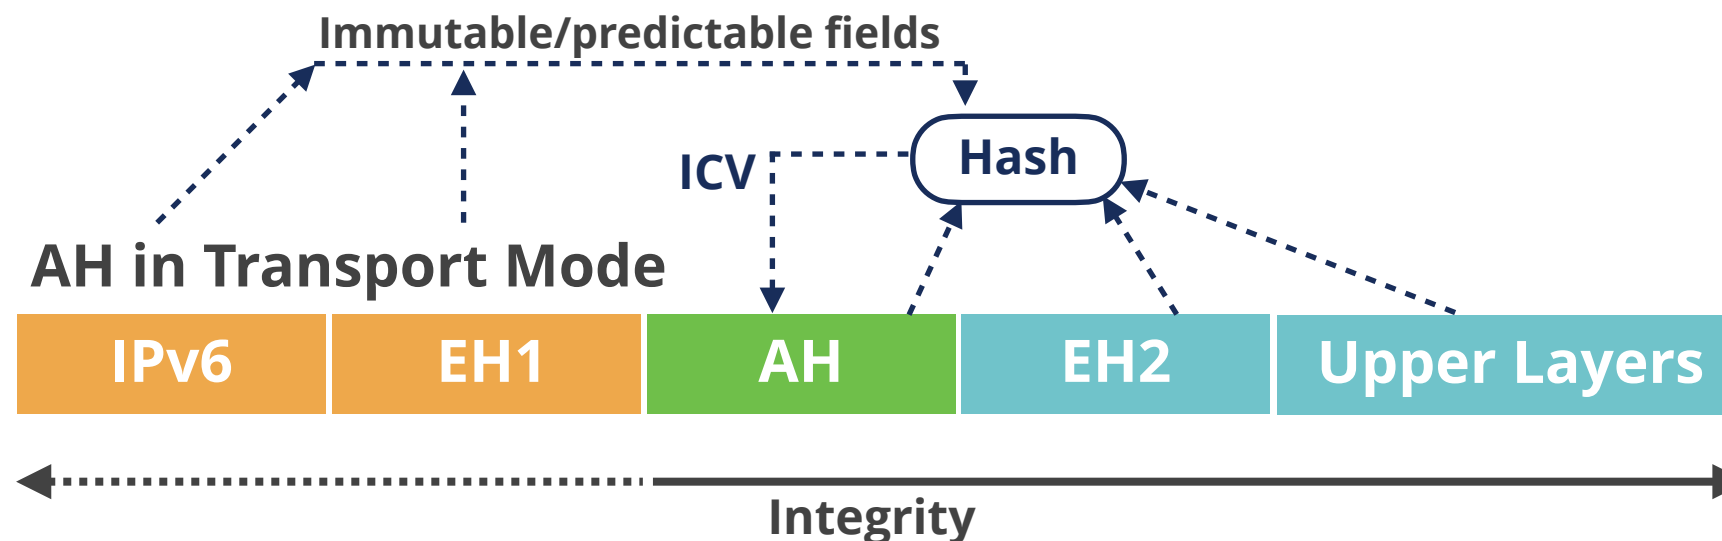 Immutable/predictable fields
Hash
ICV
AH in Transport Mode
IPv6 EH1 AH EH2 Upper Layers
Integrity